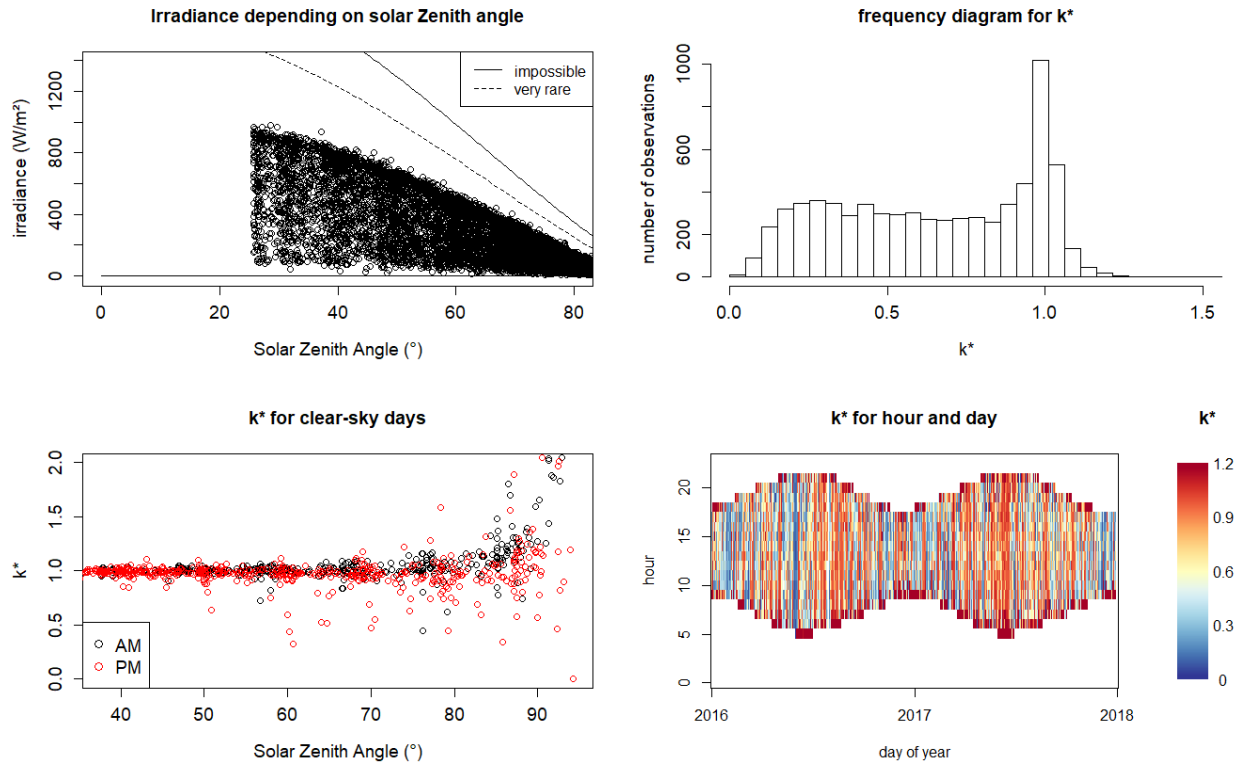 Irradiance depending on solar Zenith angle
irradiance (W/m²)
1200
800
400
0
impossible
very rare
0 20 40 60 80
Solar Zenith Angle (°)
frequency diagram for k*
number of observations
1000
600
200
0
0.0 0.5 1.0 1.5
k*
k* for clear-sky days
k*
2.0
1.5
1.0
0.5
0.0
AM
PM
40 50 60 70 80 90
Solar Zenith Angle (°)
k* for hour and day
hour
20
15
10
5
0
2016 2017 2018
day of year
k*
1.2
0.9
0.6
0.3
0